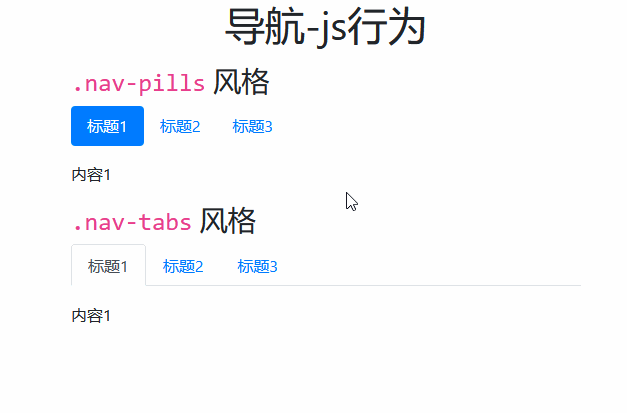 导航-js行为
.nav-pills 风格
标题1 标题2 标题3
内容1
.nav-tabs 风格
标题1 标题2 标题3
内容1